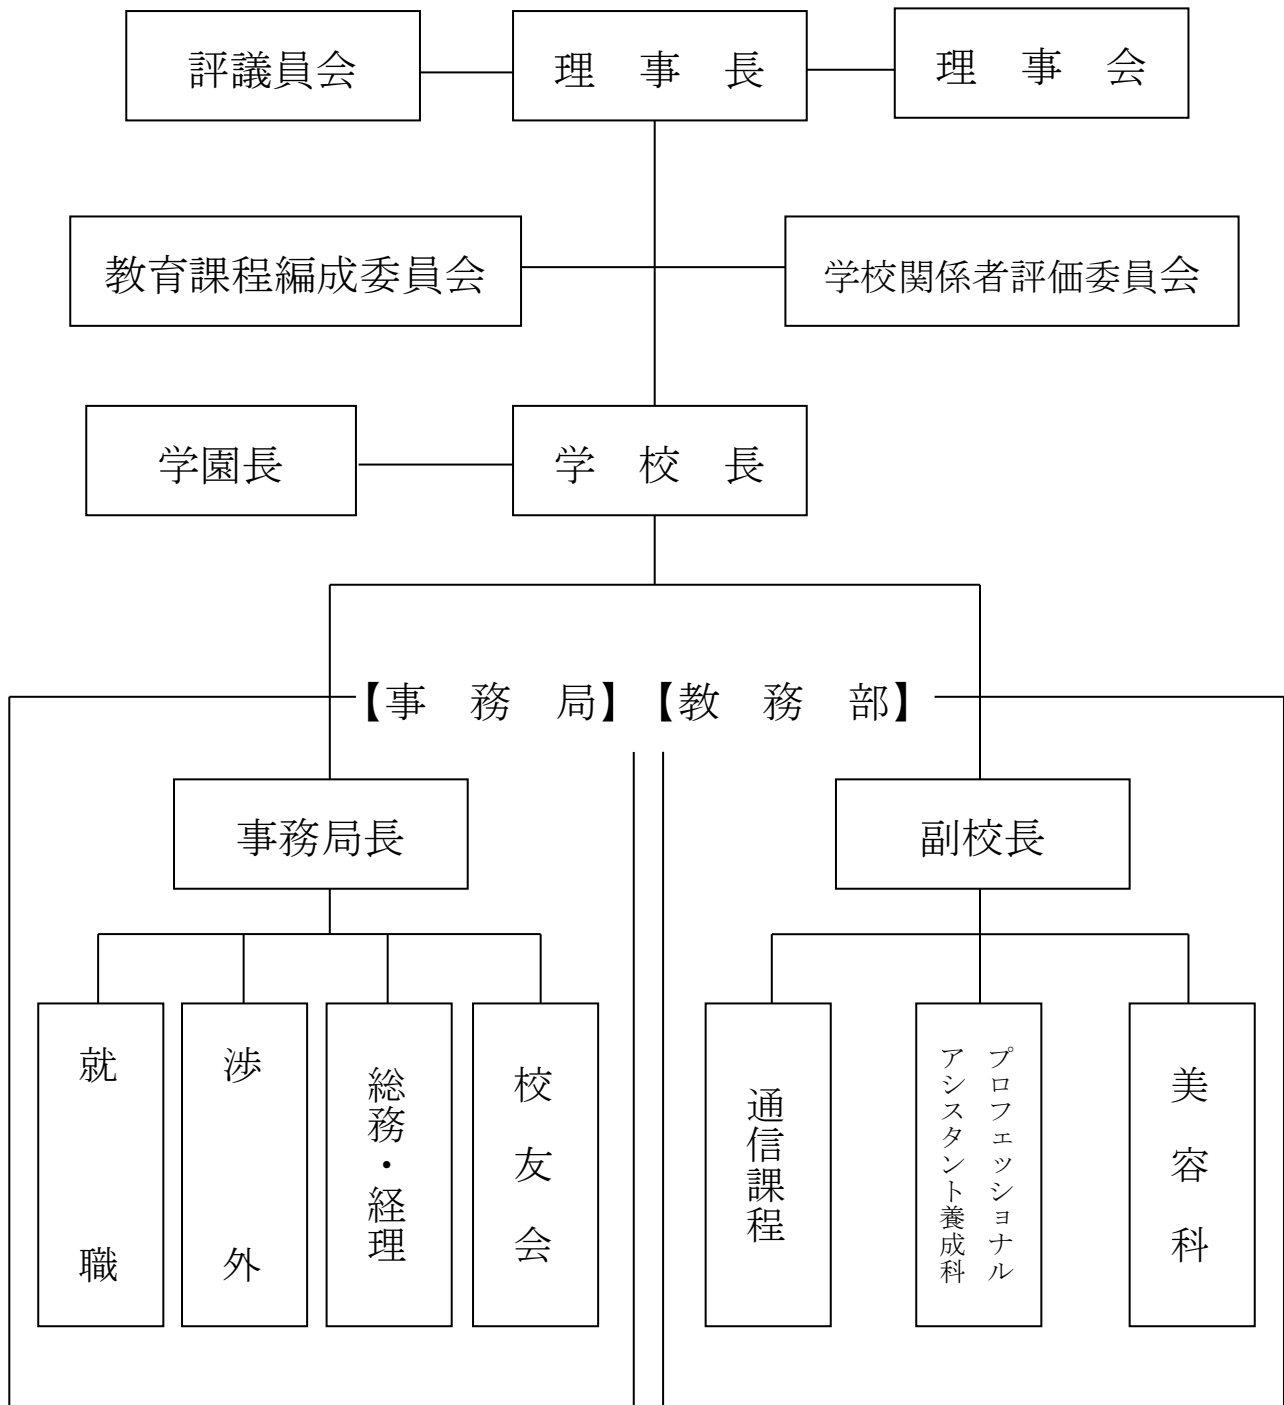 評議員会
理　事　長
理　事　会
教育課程編成委員会
学校関係者評価委員会
学園長
学　校　長
【事　務　局】
【教　務　部】
事務局長
副校長
就職
渉外
総務・経理
校友会
通信課程
プロフェッショナル
アシスタント養成科
美容科